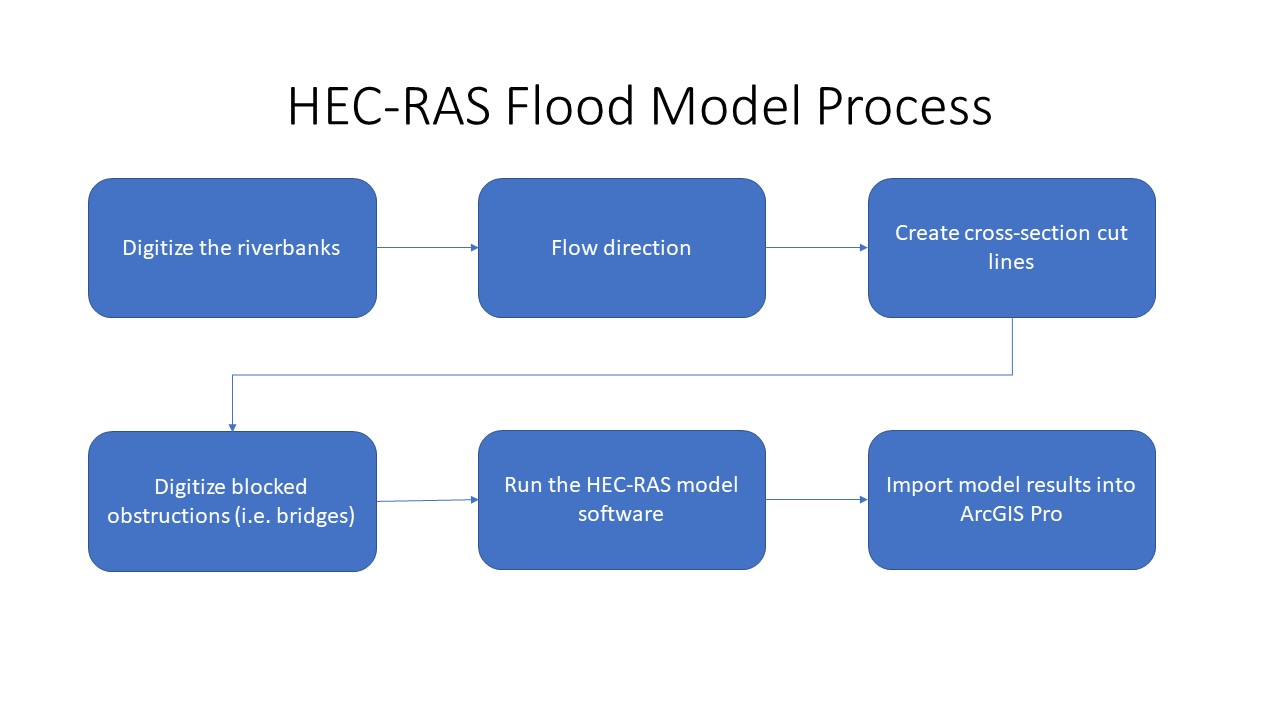 HEC-RAS Flood Model Process
Digitize the riverbanks
Flow direction
Create cross-section cut
lines
Digitize blocked
obstructions (i.e. bridges)
Run the HEC-RAS model
software
Import model results into
ArcGIS Pro